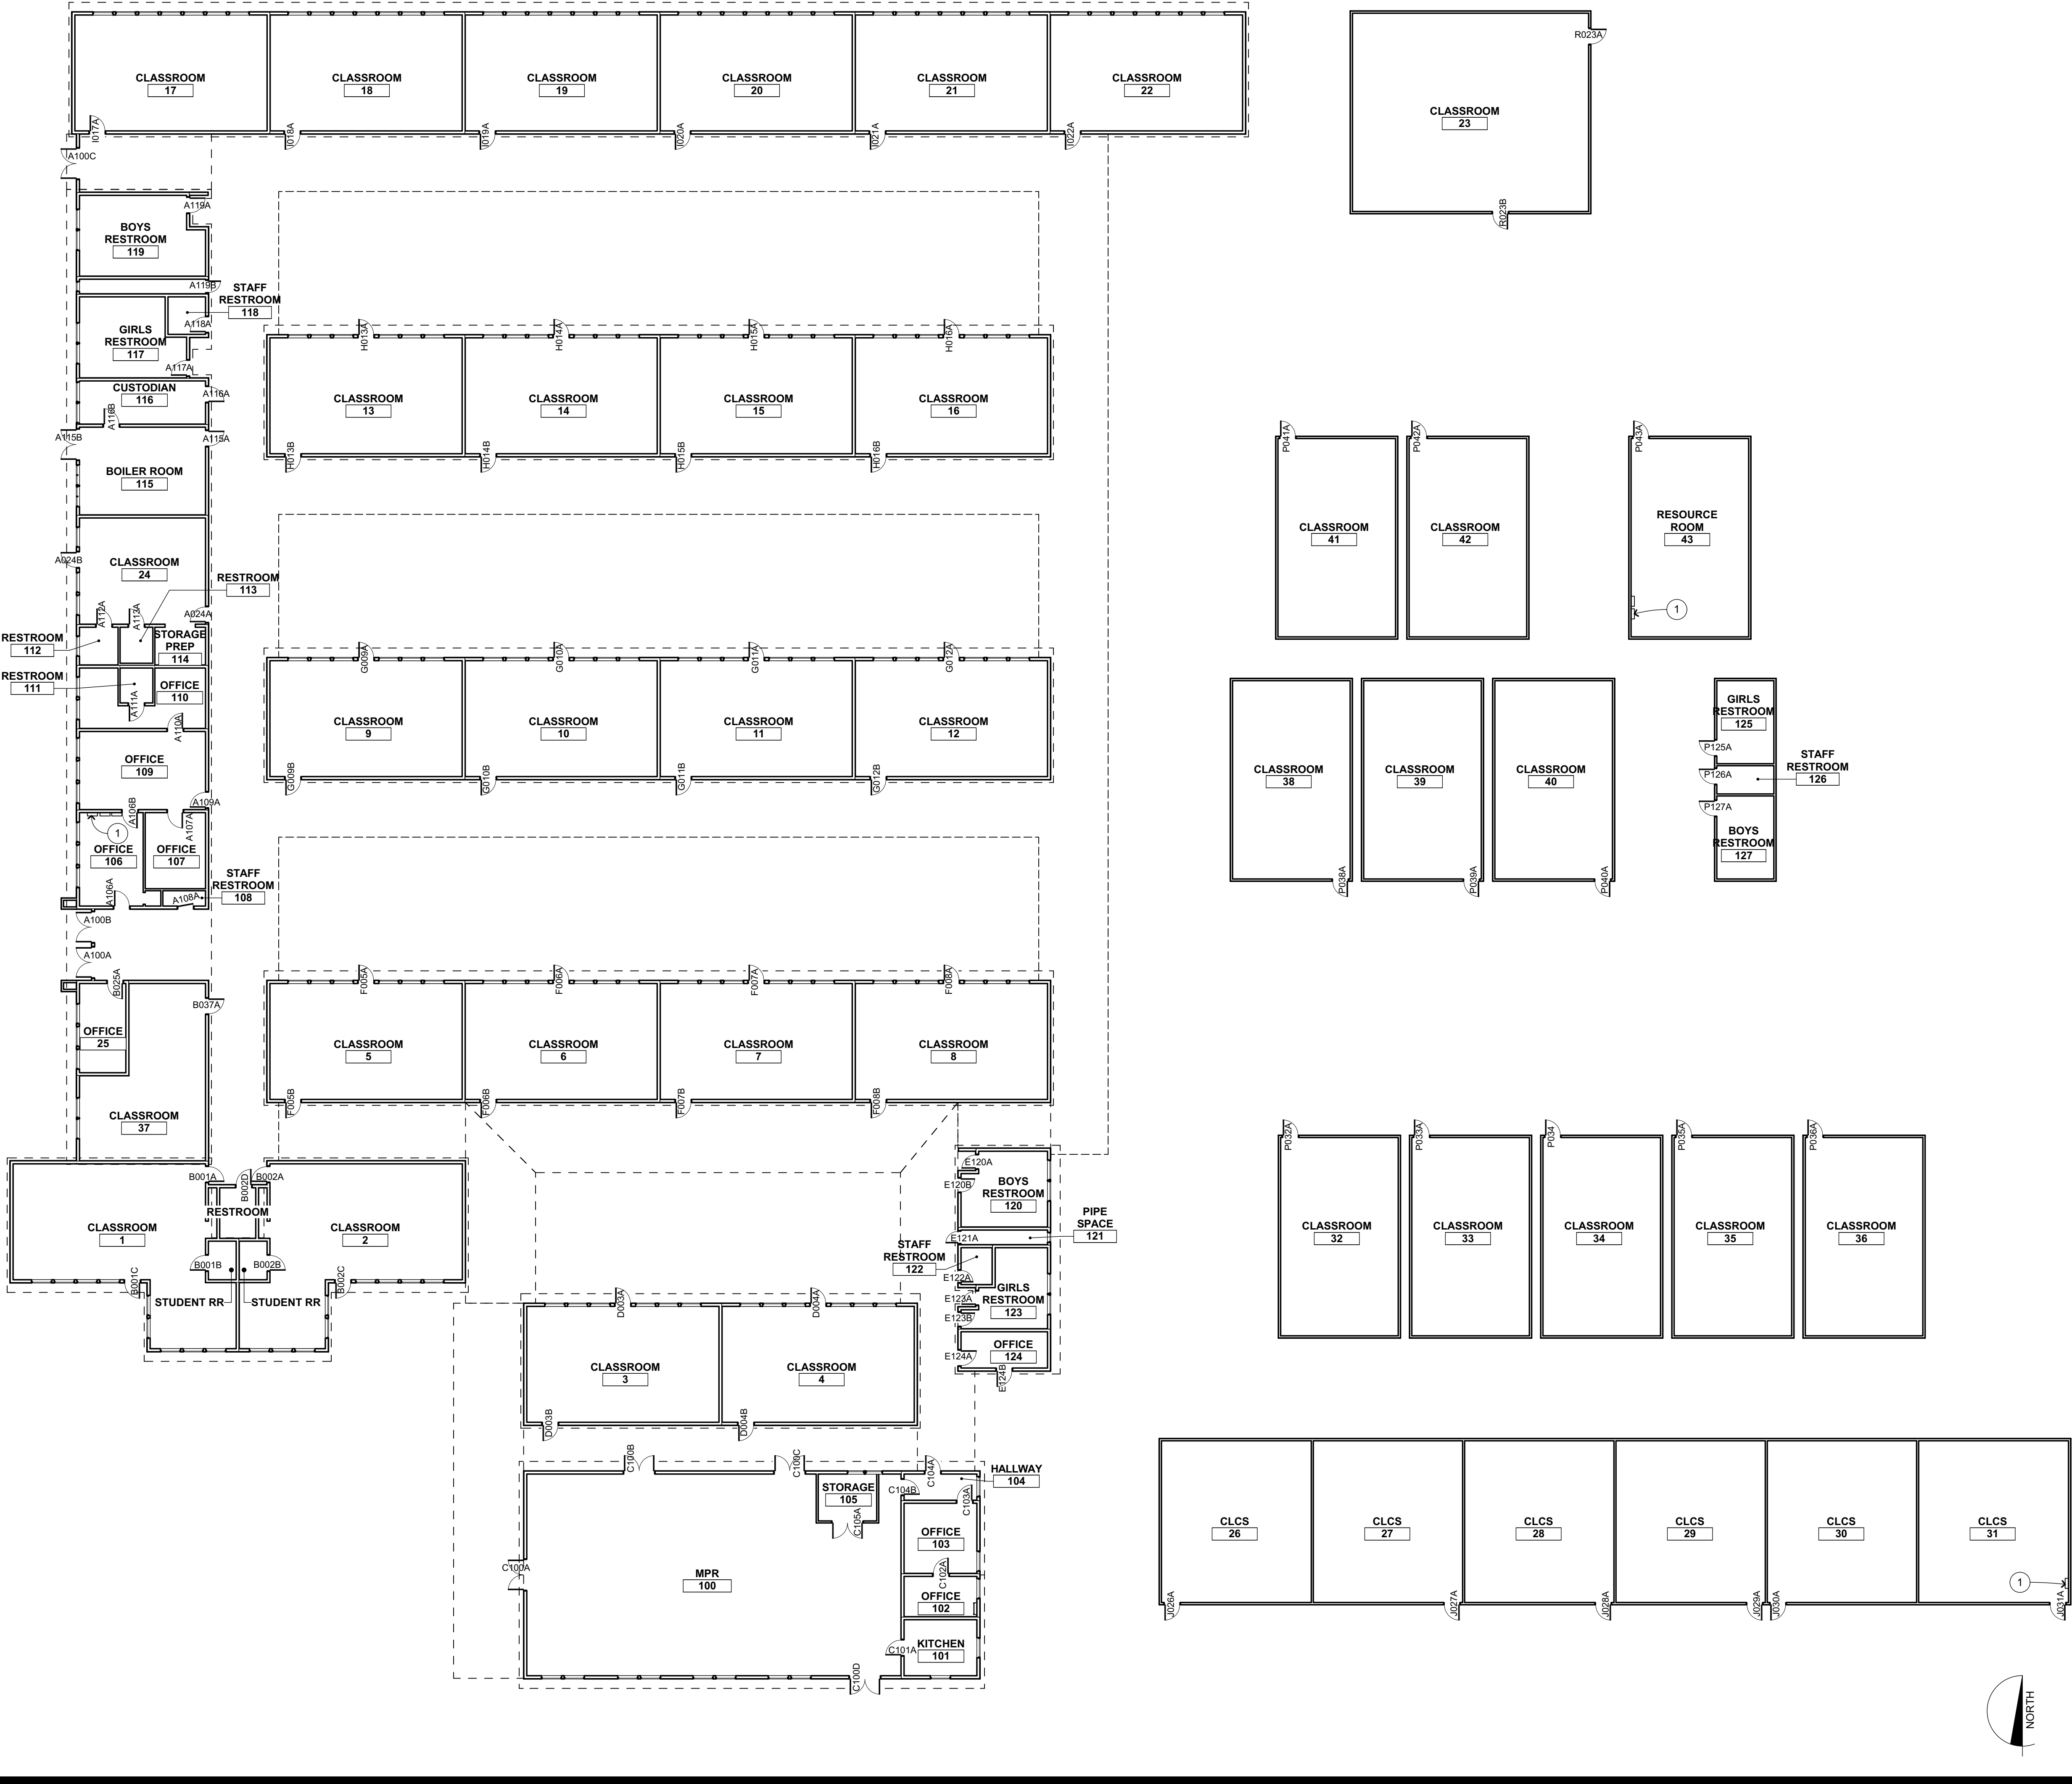 CLASSROOM
17
CLASSROOM
18
CLASSROOM
19
CLASSROOM
20
CLASSROOM
21
CLASSROOM
22
I017A
I018A
I019A
I020A
I021A
I022A
R023A
CLASSROOM
23
R023B
A100C
A119A
BOYS
RESTROOM
119
A119B
STAFF
RESTROOM
118
A118A
GIRLS
RESTROOM
117
A117A
CUSTODIAN
116
A116A
A116B
A115B
A115A
BOILER ROOM
115
H013A
H014A
H015A
H016A
CLASSROOM
13
CLASSROOM
14
CLASSROOM
15
CLASSROOM
16
H013B
H014B
H015B
H016B
P041A
P042A
P043A
CLASSROOM
41
CLASSROOM
42
RESOURCE
ROOM
43
1
A024B
CLASSROOM
24
RESTROOM
113
A112A
A113A
A024A
RESTROOM
112
STORAGE
PREP
114
RESTROOM
111
OFFICE
110
A111A
A110A
OFFICE
109
A109A
A106B
A107A
1
OFFICE
106
OFFICE
107
STAFF
RESTROOM
108
A106A
A108A
A100B
A100A
G009A
G010A
G011A
G012A
CLASSROOM
9
CLASSROOM
10
CLASSROOM
11
CLASSROOM
12
G009B
G010B
G011B
G012B
CLASSROOM
38
CLASSROOM
39
CLASSROOM
40
P038A
P039A
P040A
GIRLS
RESTROOM
125
P125A
STAFF
RESTROOM
126
P126A
P127A
BOYS
RESTROOM
127
B025A
B037A
OFFICE
25
CLASSROOM
37
F005A
F006A
F007A
F008A
CLASSROOM
5
CLASSROOM
6
CLASSROOM
7
CLASSROOM
8
F005B
F006B
F007B
F008B
B001A
B002D
B002A
CLASSROOM
1
RESTROOM
CLASSROOM
2
B001B
B002B
B001C
B002C
STUDENT RR
STUDENT RR
E120A
E120B
BOYS
RESTROOM
120
PIPE
SPACE
121
E121A
STAFF
RESTROOM
122
E122A
E123A
E123B
GIRLS
RESTROOM
123
OFFICE
124
E124A
E124B
P032A
P033A
P034
P035A
P036A
CLASSROOM
32
CLASSROOM
33
CLASSROOM
34
CLASSROOM
35
CLASSROOM
36
D003A
D004A
CLASSROOM
3
CLASSROOM
4
D003B
D004B
C100B
C100C
C104A
HALLWAY
104
STORAGE
105
C104B
C103A
C105A
OFFICE
103
C100A
MPR
100
C102A
OFFICE
102
C101A
KITCHEN
101
C100D
CLCS
26
CLCS
27
CLCS
28
CLCS
29
CLCS
30
CLCS
31
1
J026A
J027A
J028A
J029A
J030A
J031A
NORTH